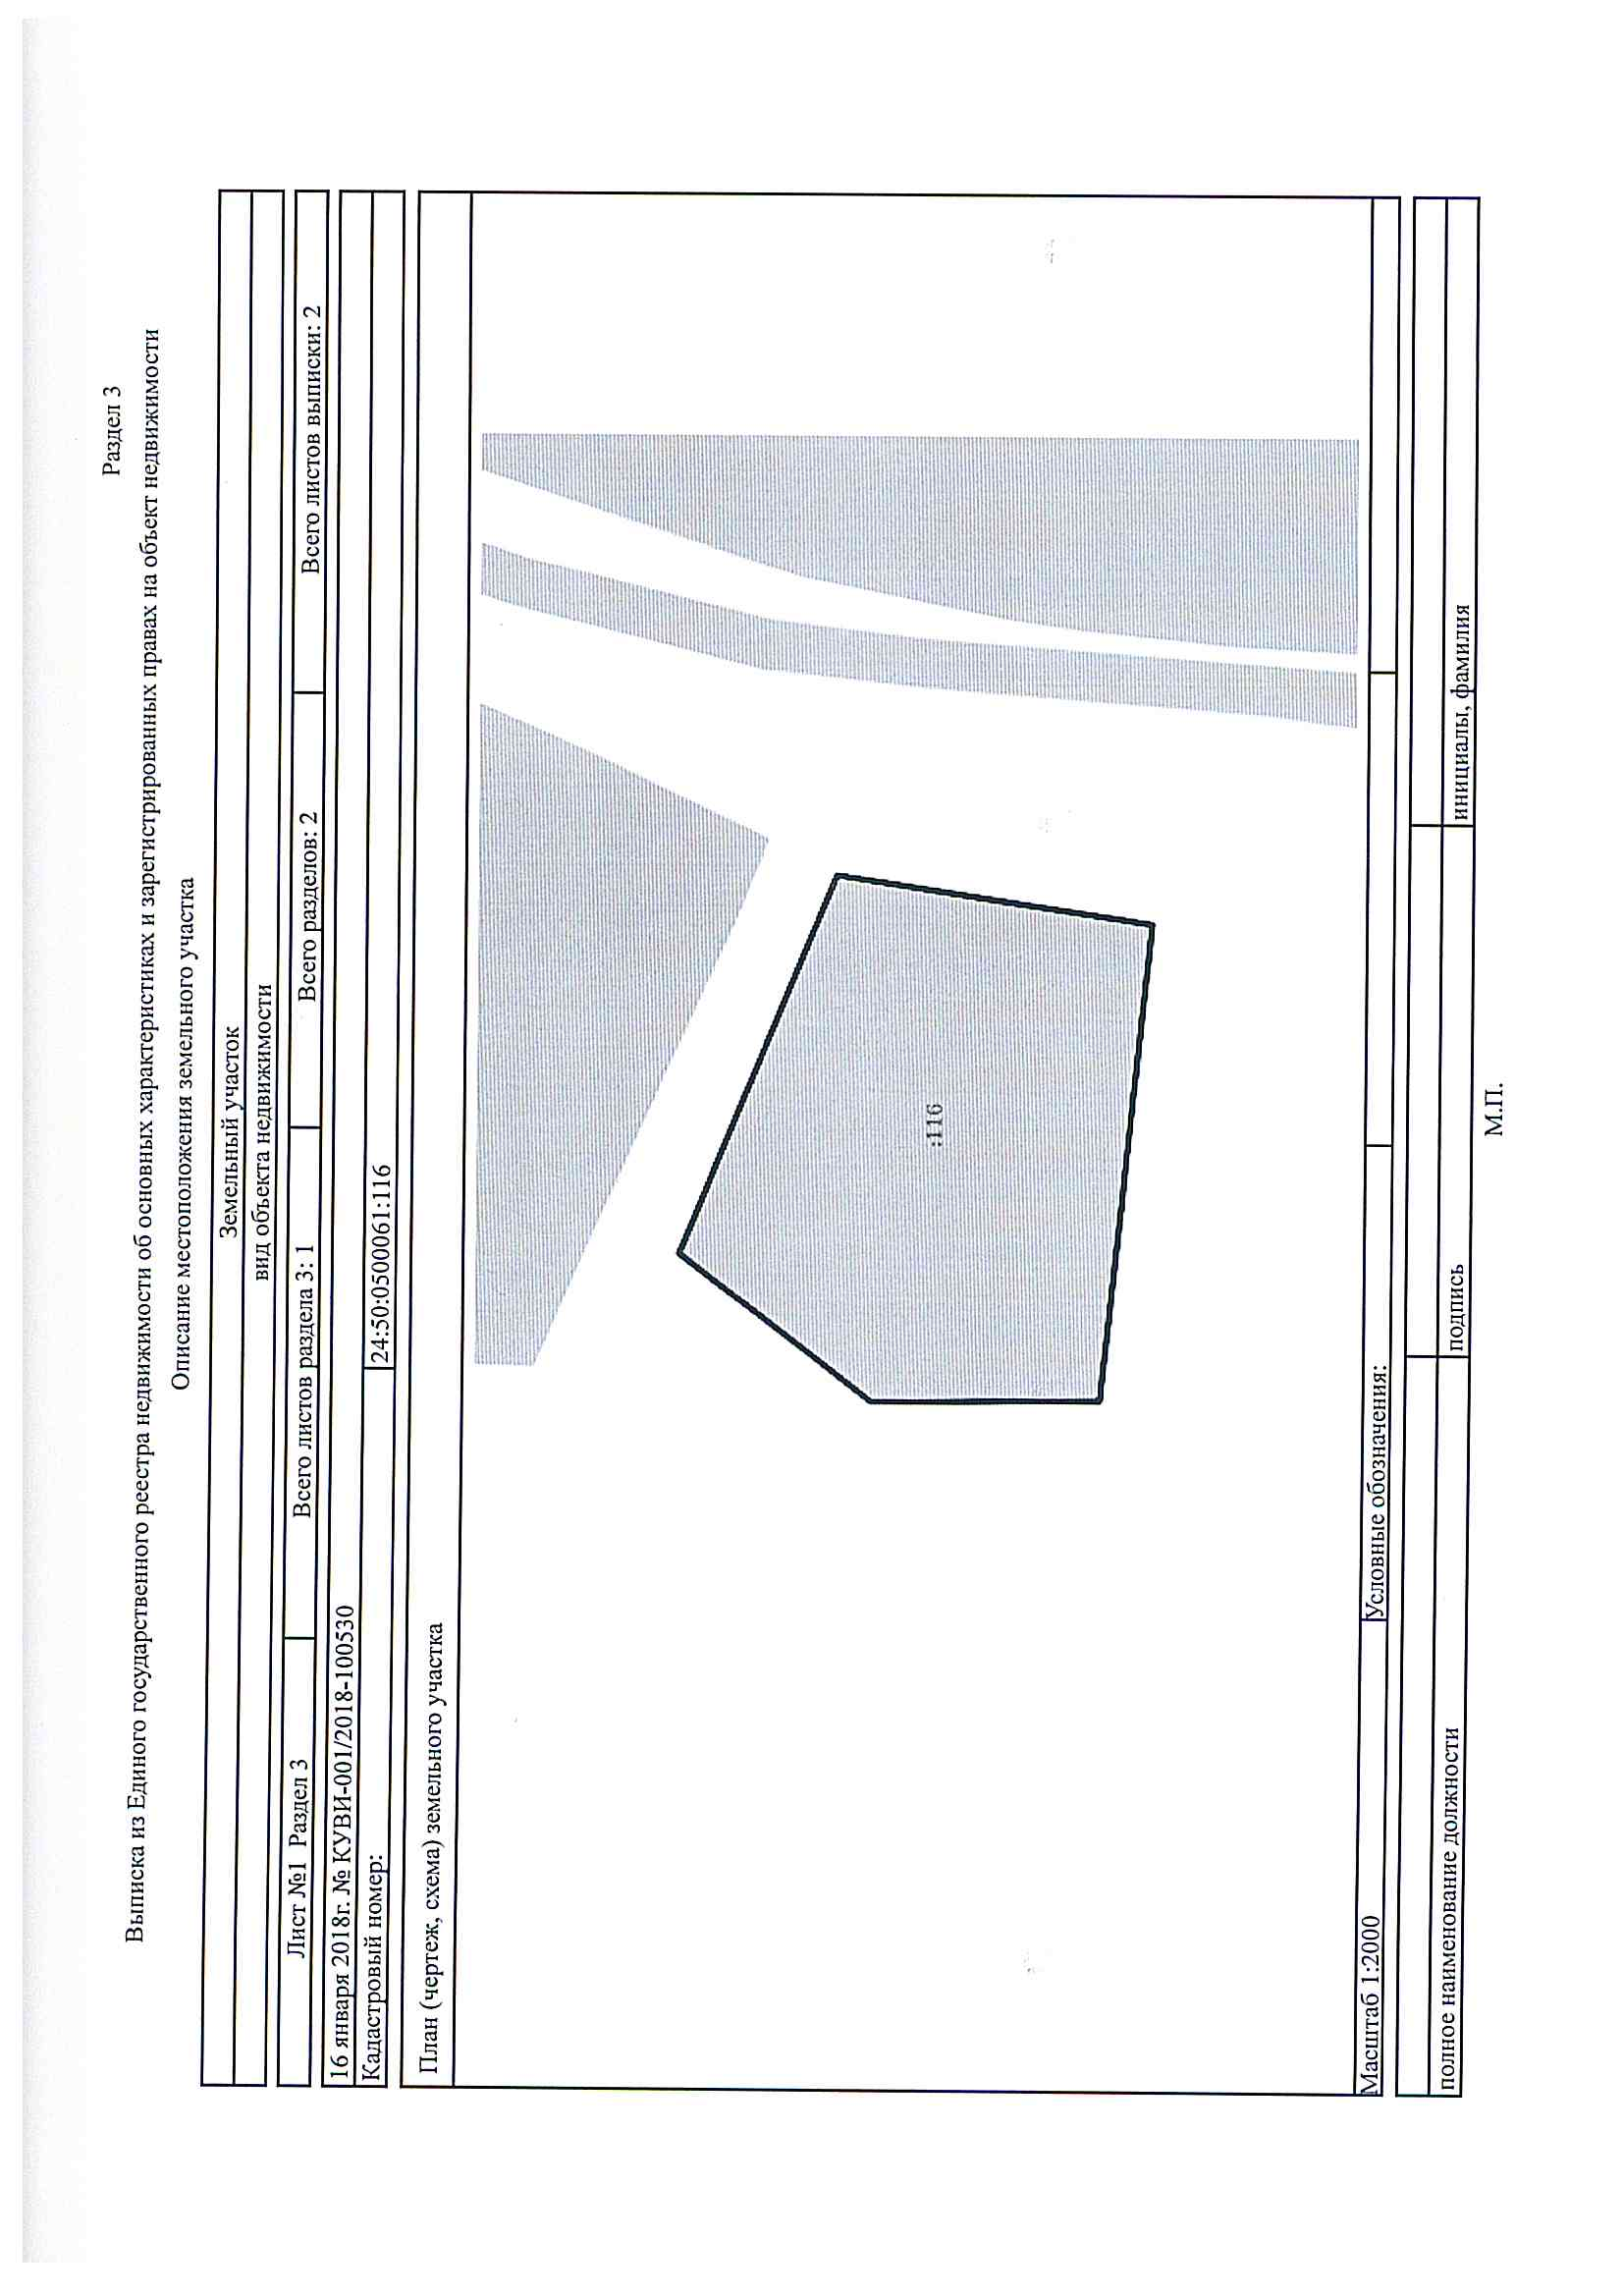 Раздел 3
Выписка из Единого государственного реестра недвижимости об основных характеристиках и зарегистрированных правах на объект недвижимости
Описание местоположения земельного участка
Земельный участок
вид объекта недвижимости
Лист №1 Раздел 3
Всего листов раздела 3: 1
Всего разделов: 2
Всего листов выписки: 2
16 января 2018г. № КУВИ-001/2018-100530
Кадастровый номер:
24:50:0500061:116
План (чертеж, схема) земельного участка
:116
Масштаб 1:2000
Условные обозначения:
полное наименование должности
подпись
инициалы, фамилия
М.П.